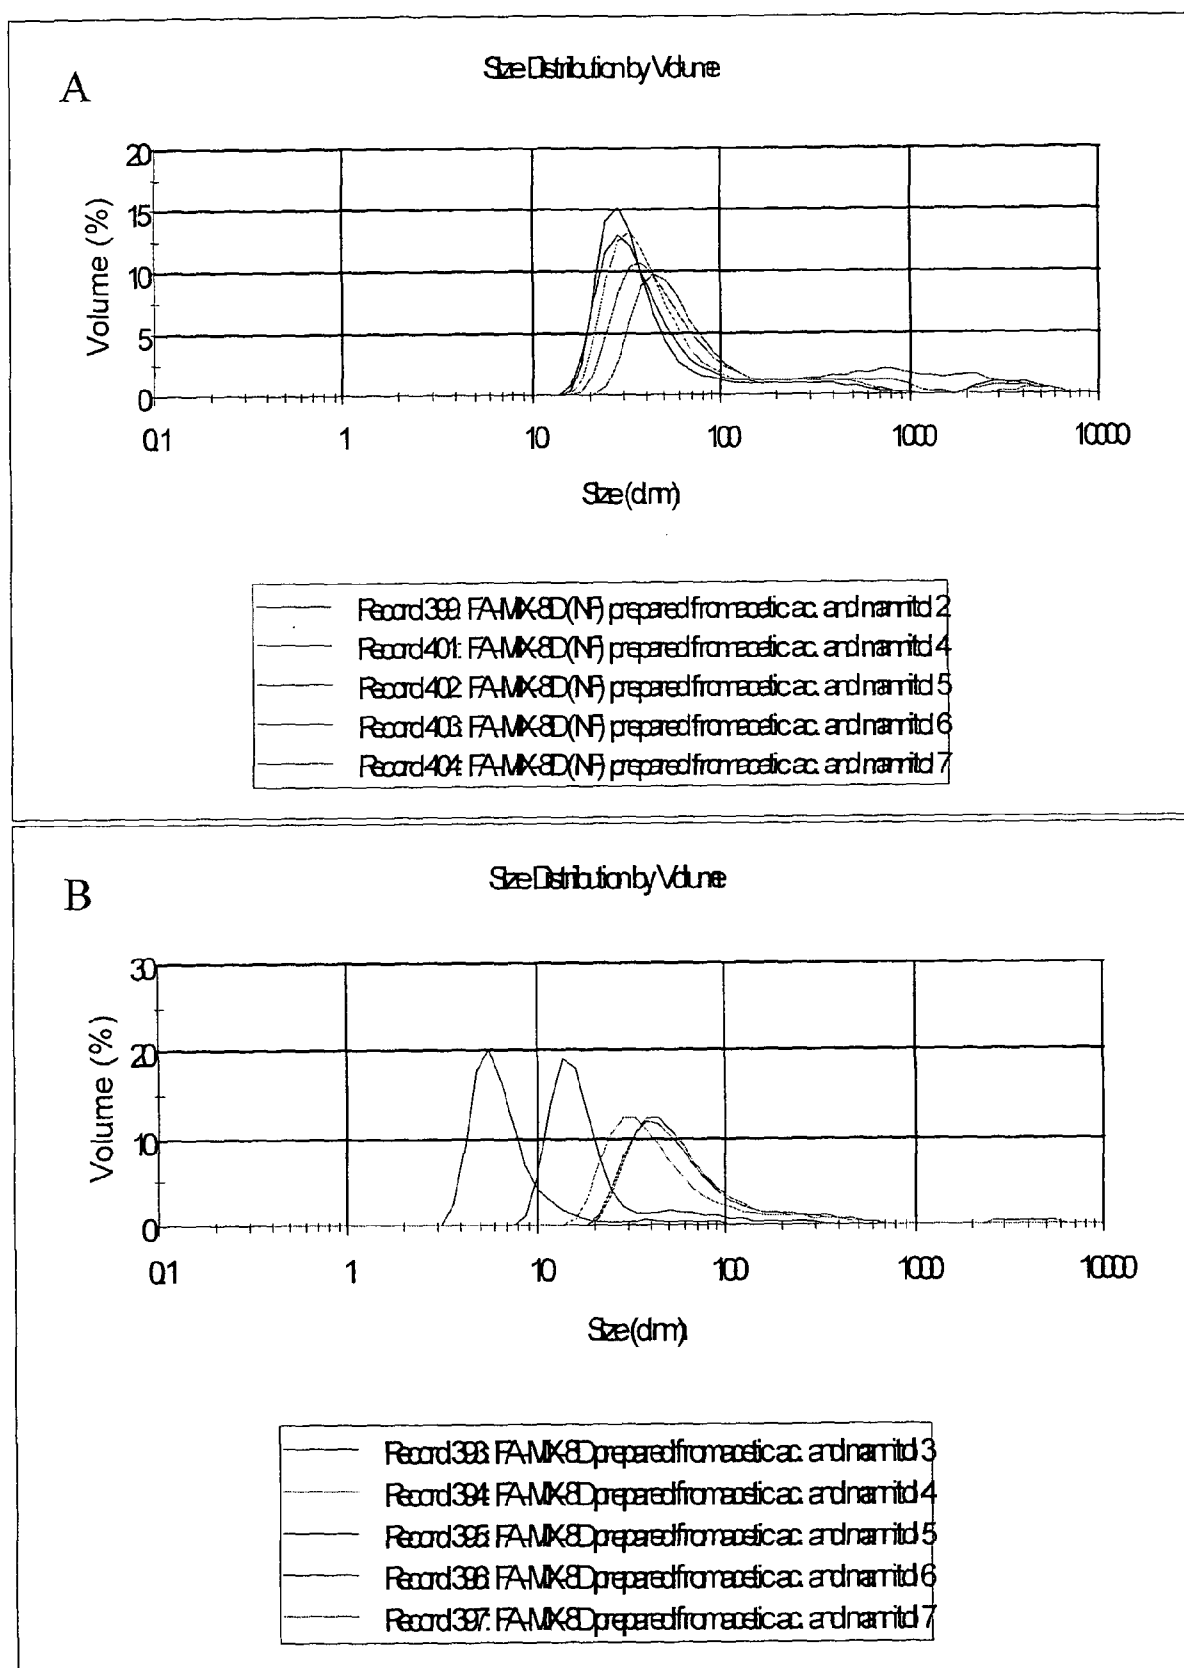 A
Size Distribution by Volume
20
15
10
5
0
Volume (%)
0.1 1 10 100 1000 10000
Size (d.nm)
Record 399: FA-MIX-8D(NF) prepared from acetic ac. and mannitol 2
Record 401: FA-MIX-8D(NF) prepared from acetic ac. and mannitol 4
Record 402: FA-MIX-8D(NF) prepared from acetic ac. and mannitol 5
Record 403: FA-MIX-8D(NF) prepared from acetic ac. and mannitol 6
Record 404: FA-MIX-8D(NF) prepared from acetic ac. and mannitol 7
B
Size Distribution by Volume
30
20
10
0
Volume (%)
0.1 1 10 100 1000 10000
Size (d.nm)
Record 393: FA-MIX-8D prepared from acetic ac. and mannitol 3
Record 394: FA-MIX-8D prepared from acetic ac. and mannitol 4
Record 395: FA-MIX-8D prepared from acetic ac. and mannitol 5
Record 396: FA-MIX-8D prepared from acetic ac. and mannitol 6
Record 397: FA-MIX-8D prepared from acetic ac. and mannitol 7